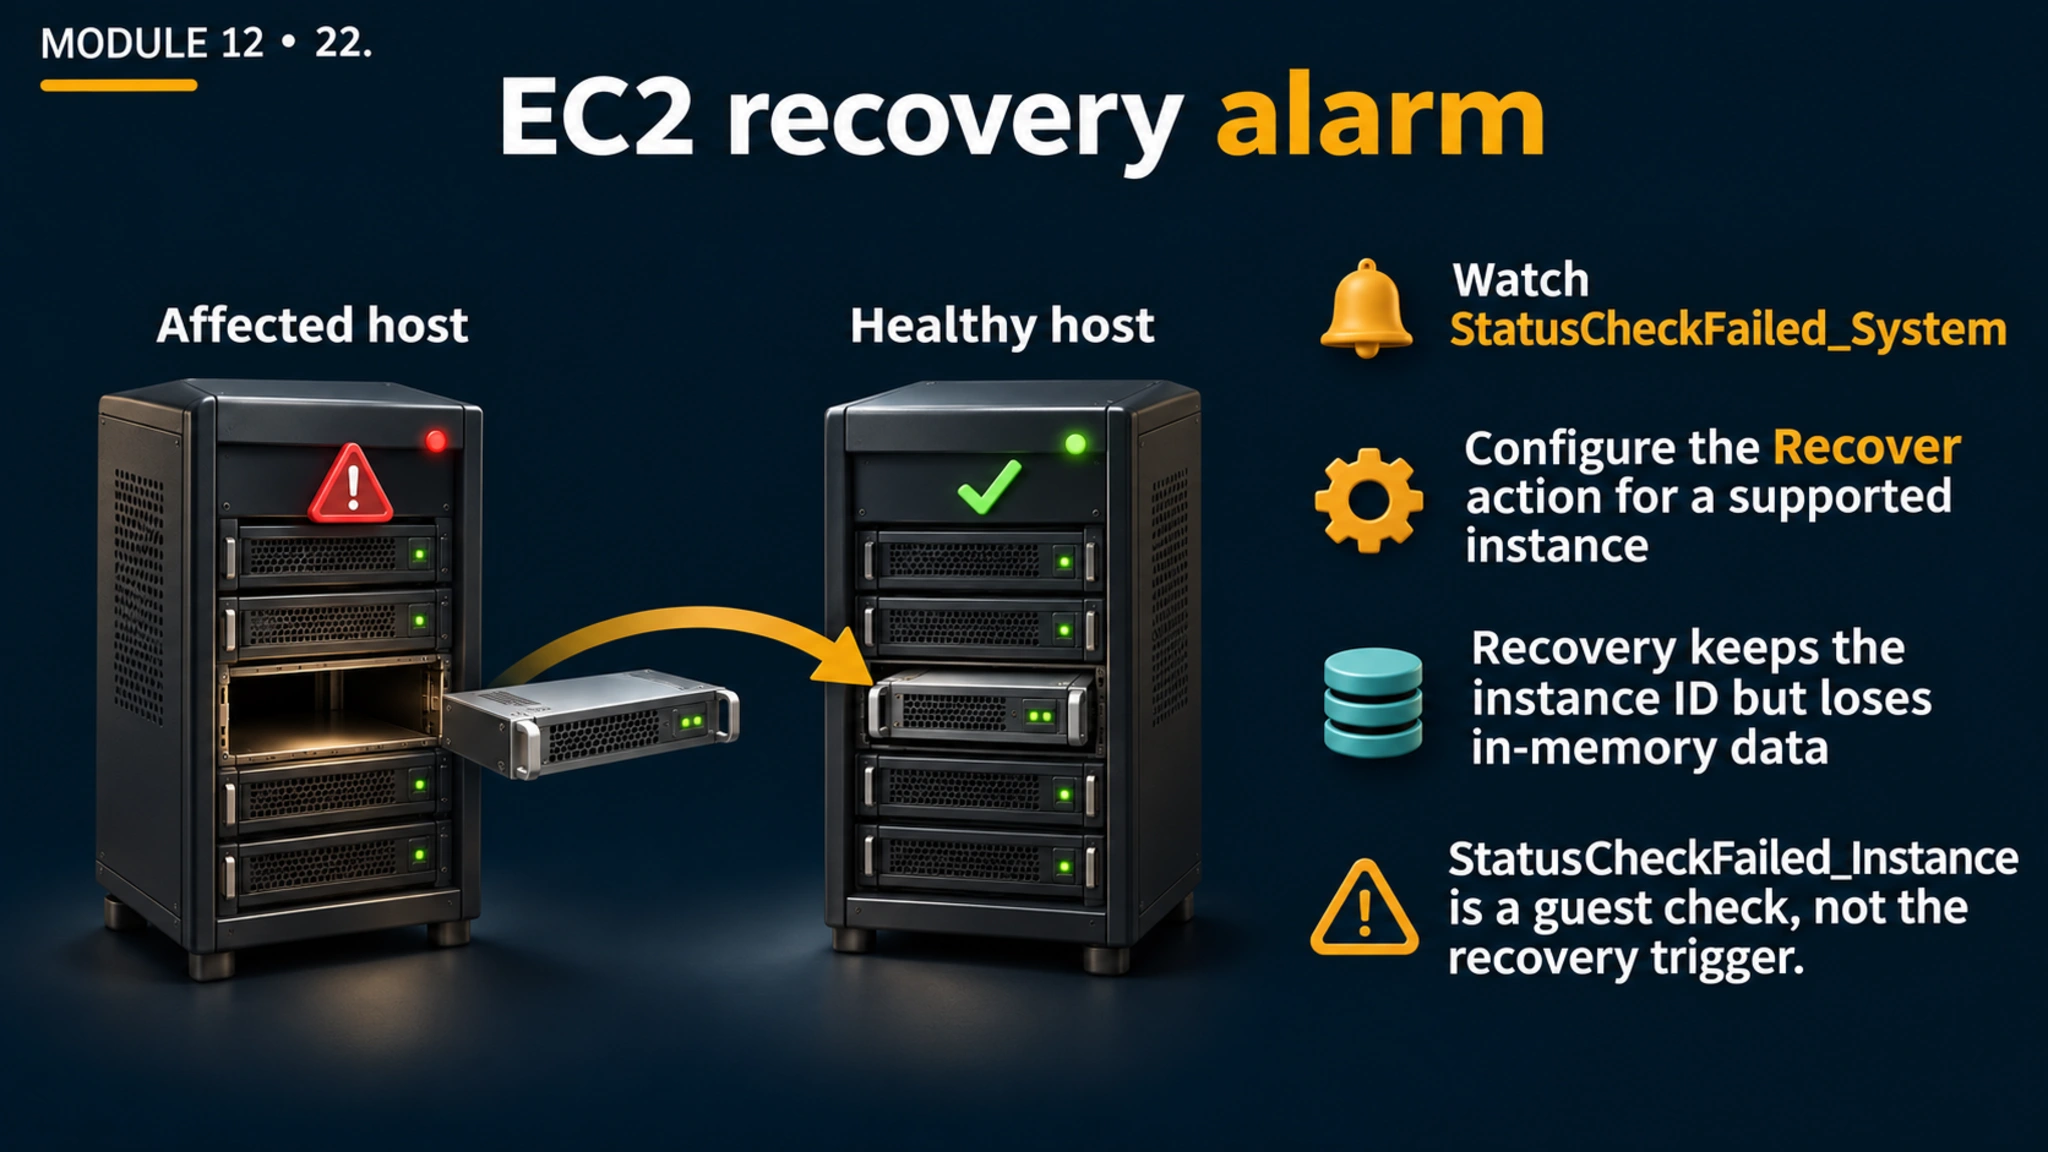 MODULE 12 • 22.
EC2 recovery alarm
Affected host
Healthy host
Watch
StatusCheckFailed_System
Configure the Recover
action for a supported
instance
Recovery keeps the
instance ID but loses
in-memory data
StatusCheckFailed_Instance
is a guest check, not the
recovery trigger.